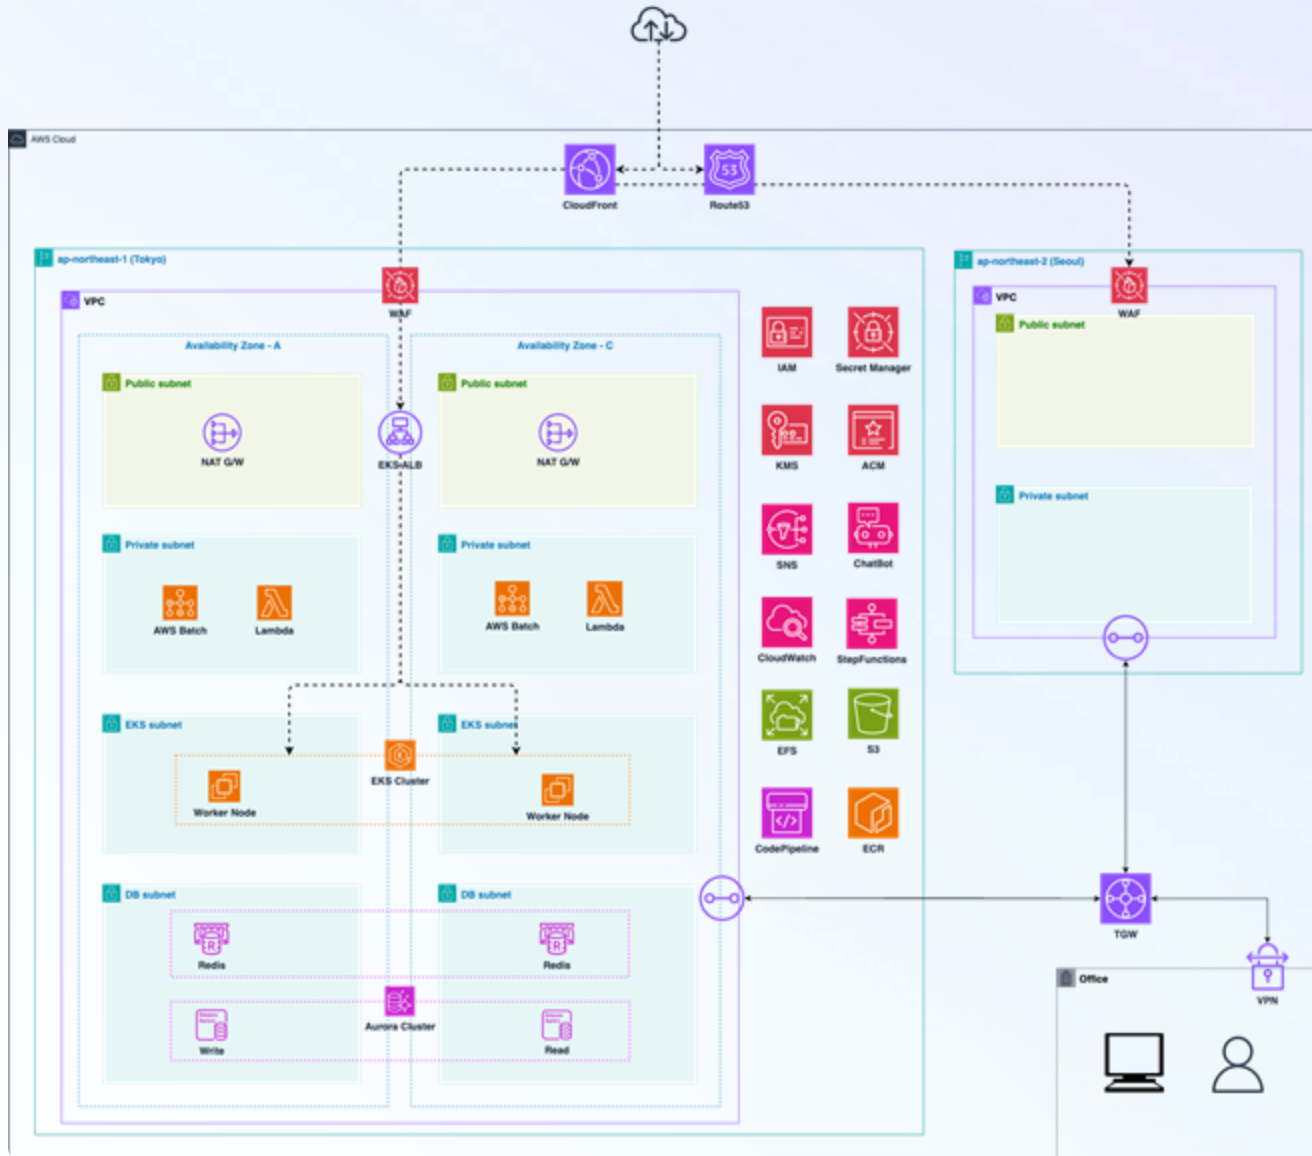 AWS Cloud
CloudFront
Route53
53
ap-northeast-1 (Tokyo)
WAF
VPC
Availability Zone - A
Availability Zone - C
Public subnet
Public subnet
NAT G/W
EKS-ALB
NAT G/W
Private subnet
Private subnet
AWS Batch
Lambda
AWS Batch
Lambda
EKS subnet
EKS subnet
EKS Cluster
Worker Node
Worker Node
DB subnet
DB subnet
R
Redis
R
Redis
Aurora Cluster
Write
Read
IAM
Secret Manager
KMS
ACM
SNS
ChatBot
CloudWatch
StepFunctions
EFS
S3
CodePipeline
ECR
ap-northeast-2 (Seoul)
WAF
VPC
Public subnet
Private subnet
TGW
VPN
Office